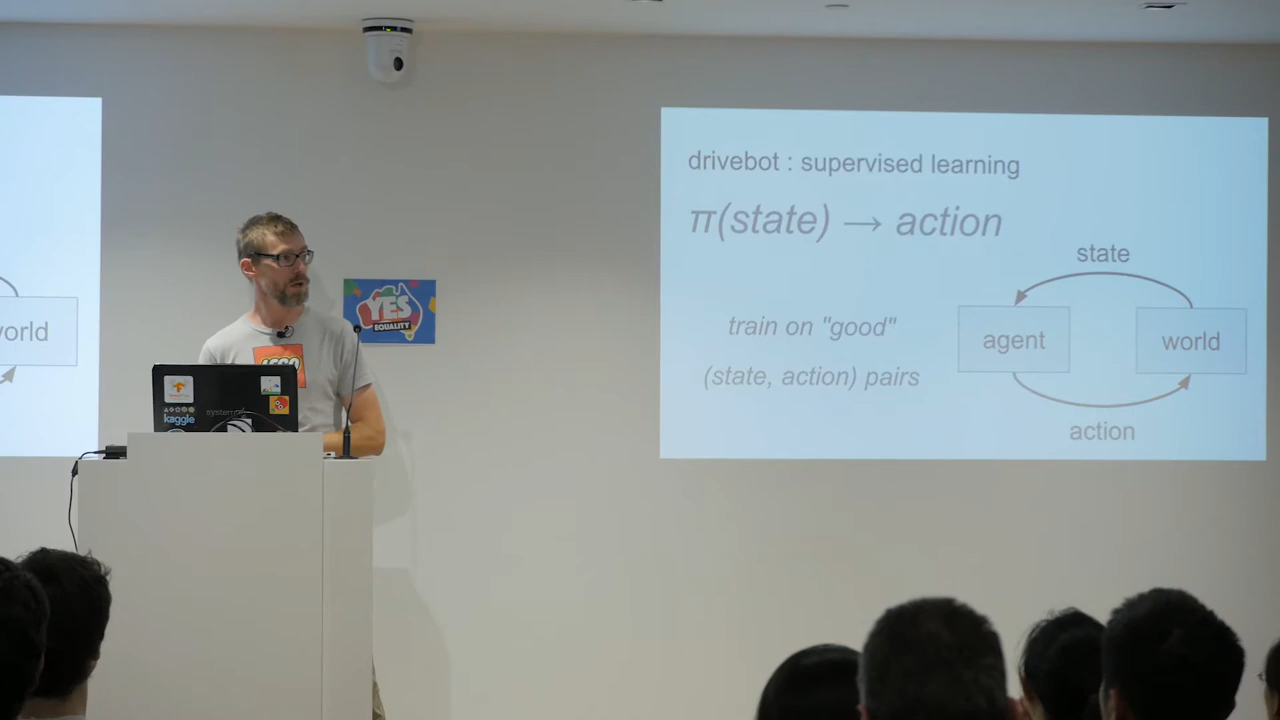 world
YES
EQUALITY
LEGO
kaggle
drivebot : supervised learning
π(state) → action
train on "good"
(state, action) pairs
state
agent
world
action